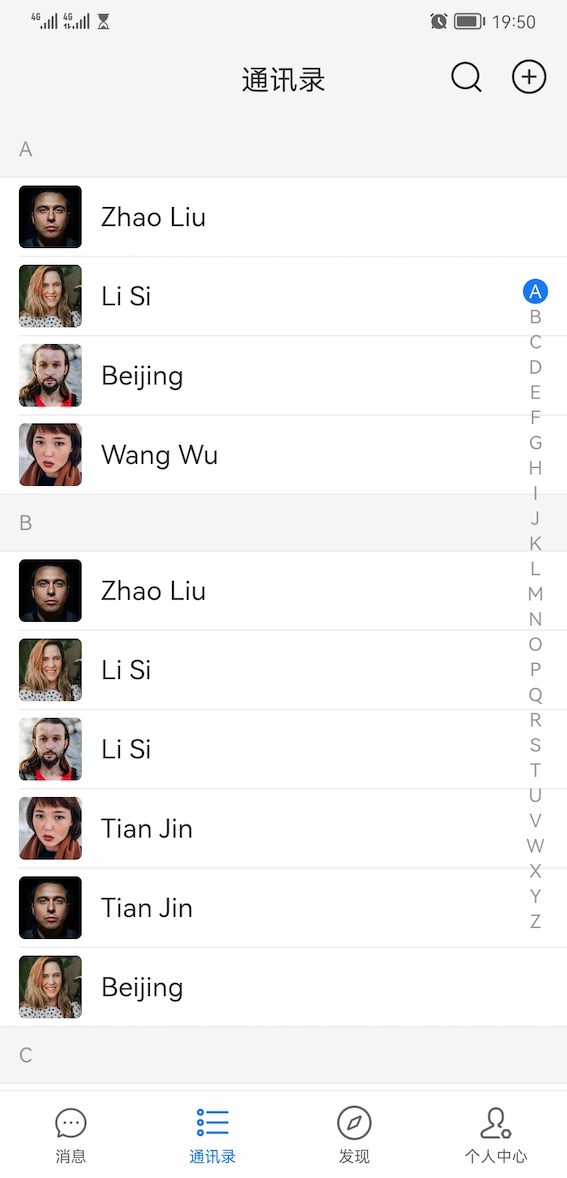 4G 4G 19:50
通讯录
A
Zhao Liu
Li Si
Beijing
Wang Wu
B
Zhao Liu
Li Si
Li Si
Tian Jin
Tian Jin
Beijing
C
A
B
C
D
E
F
G
H
I
J
K
L
M
N
O
P
Q
R
S
T
U
V
W
X
Y
Z
消息 通讯录 发现 个人中心